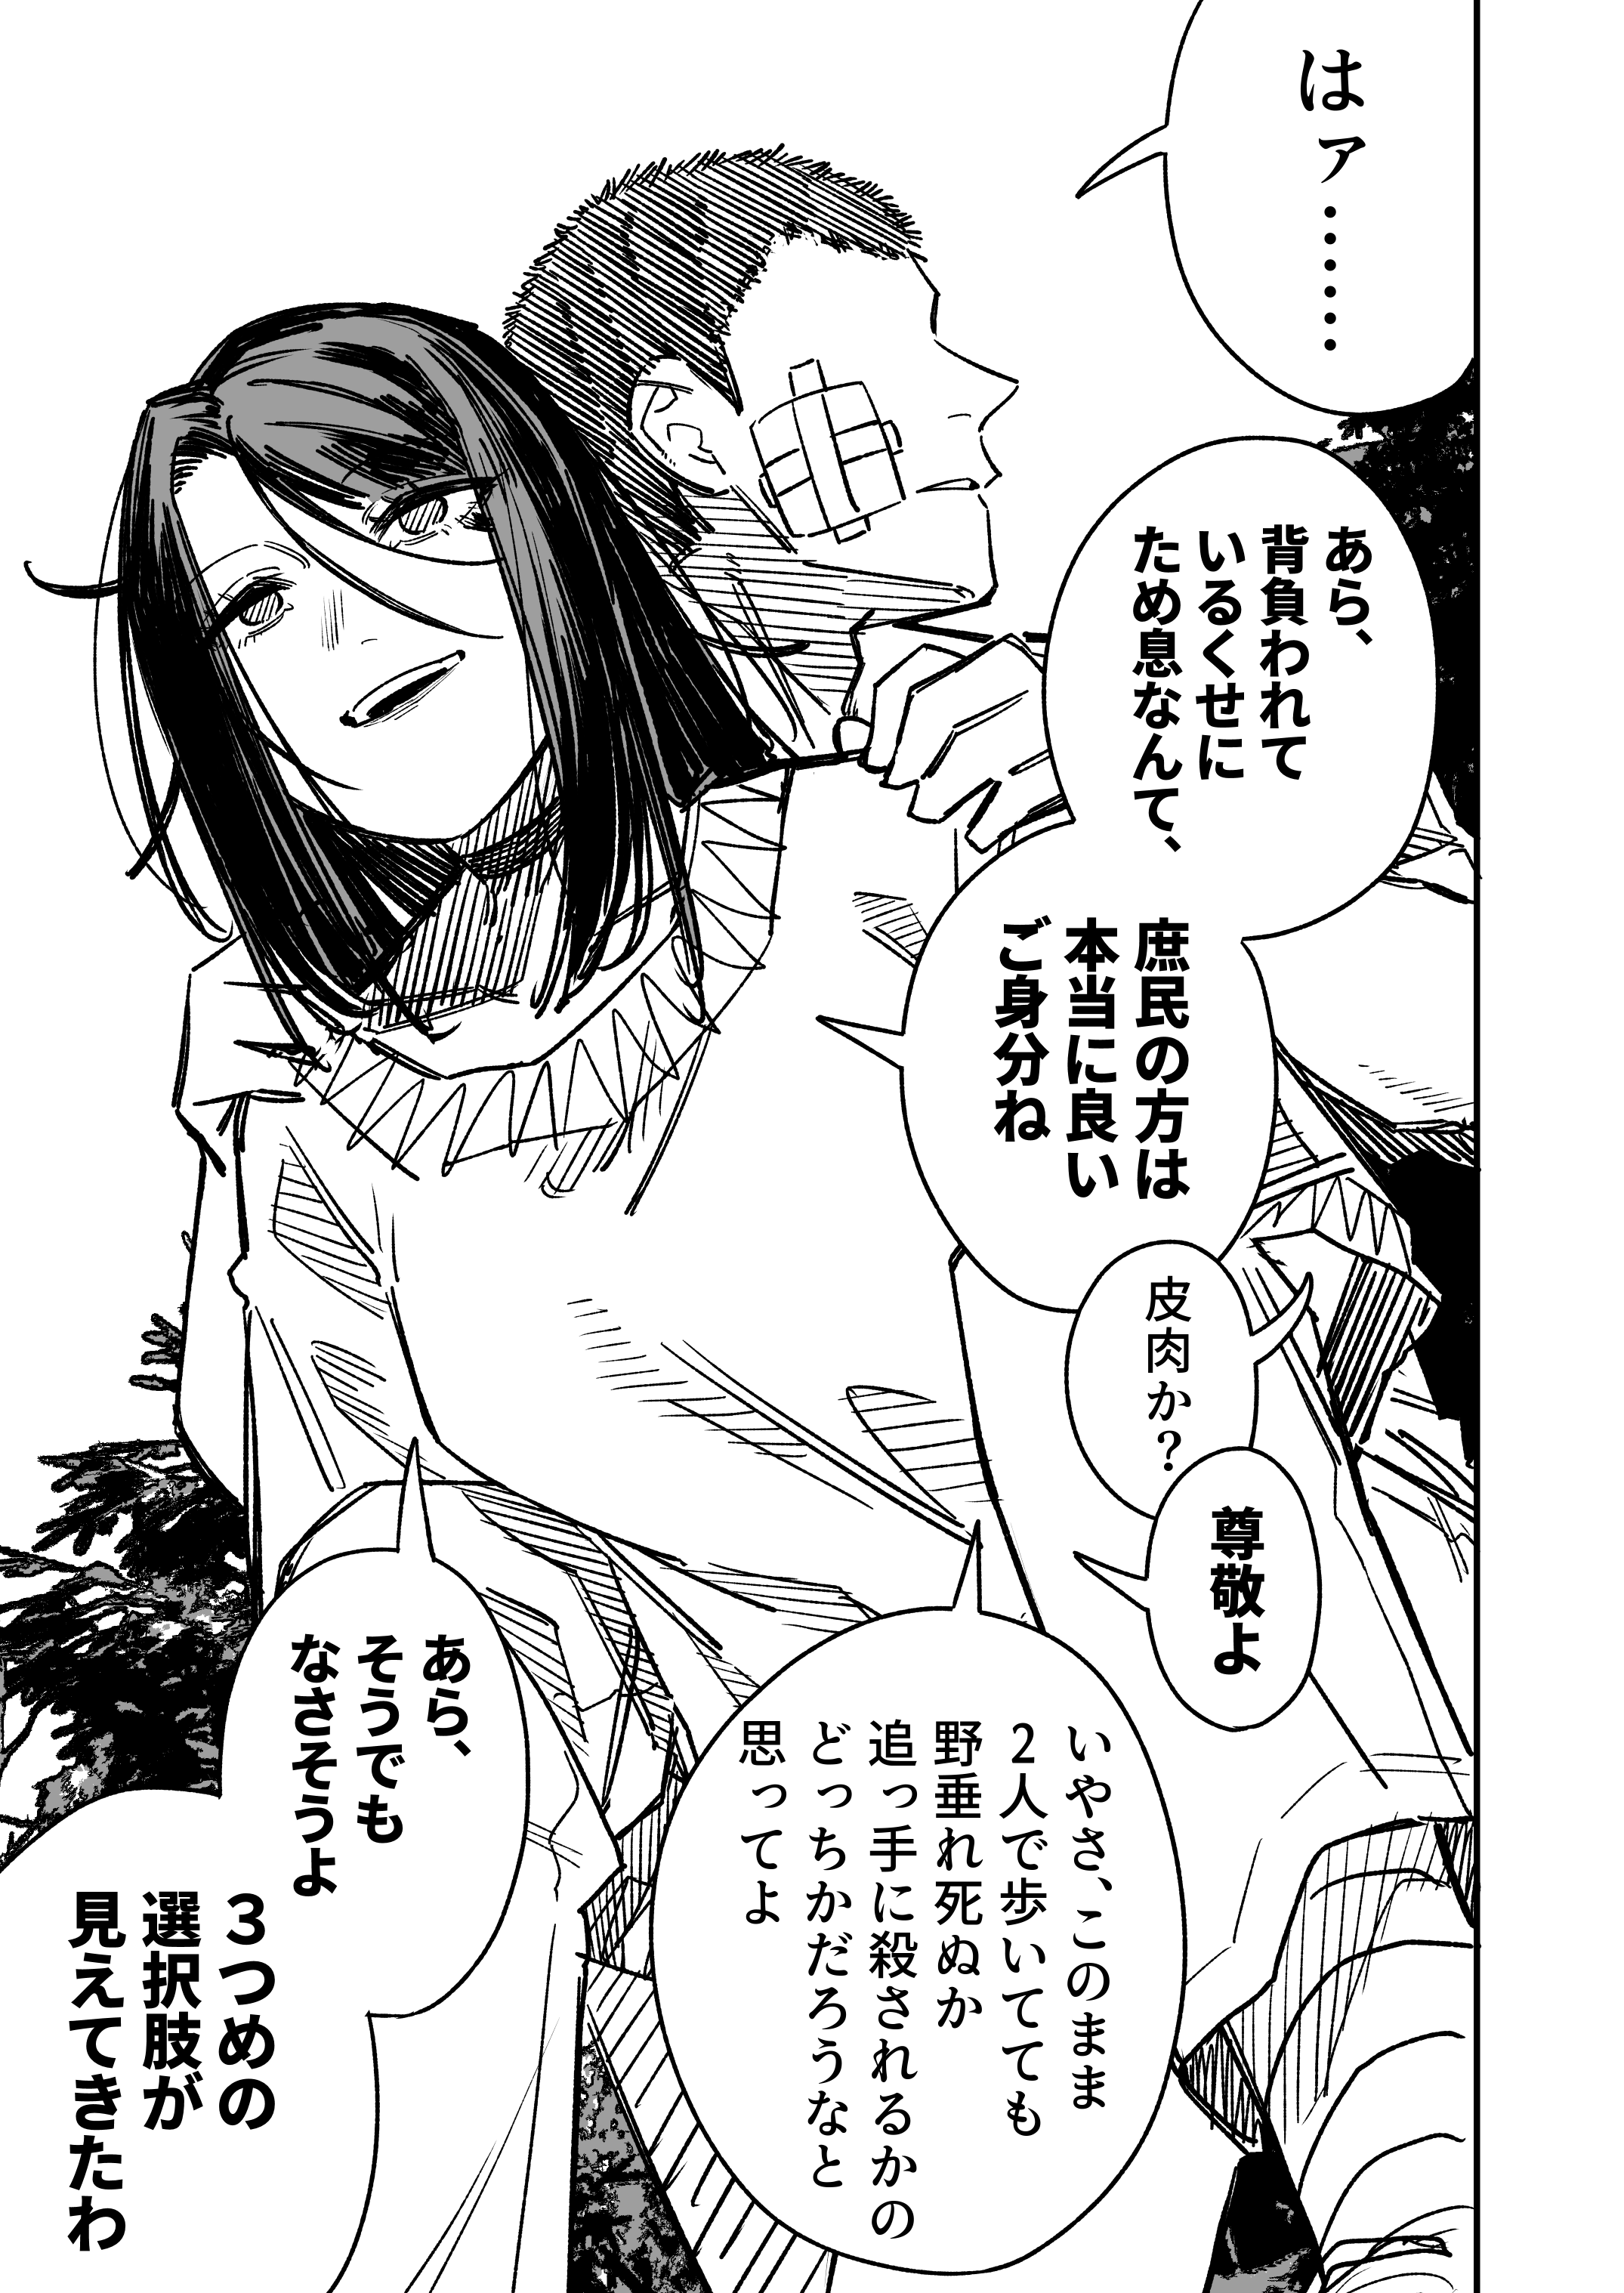 はァ……
あら、
背負われて
いるくせに
ため息なんて、
庶民の方は
本当に良い
ご身分ね
皮肉か？
尊敬よ
いやさ、このまま
2人で歩いてても
野垂れ死ぬか
追っ手に殺されるかの
どっちかだろうなと
思ってよ
あら、
そうでも
なさそうよ
３つめの
選択肢が
見えてきたわ